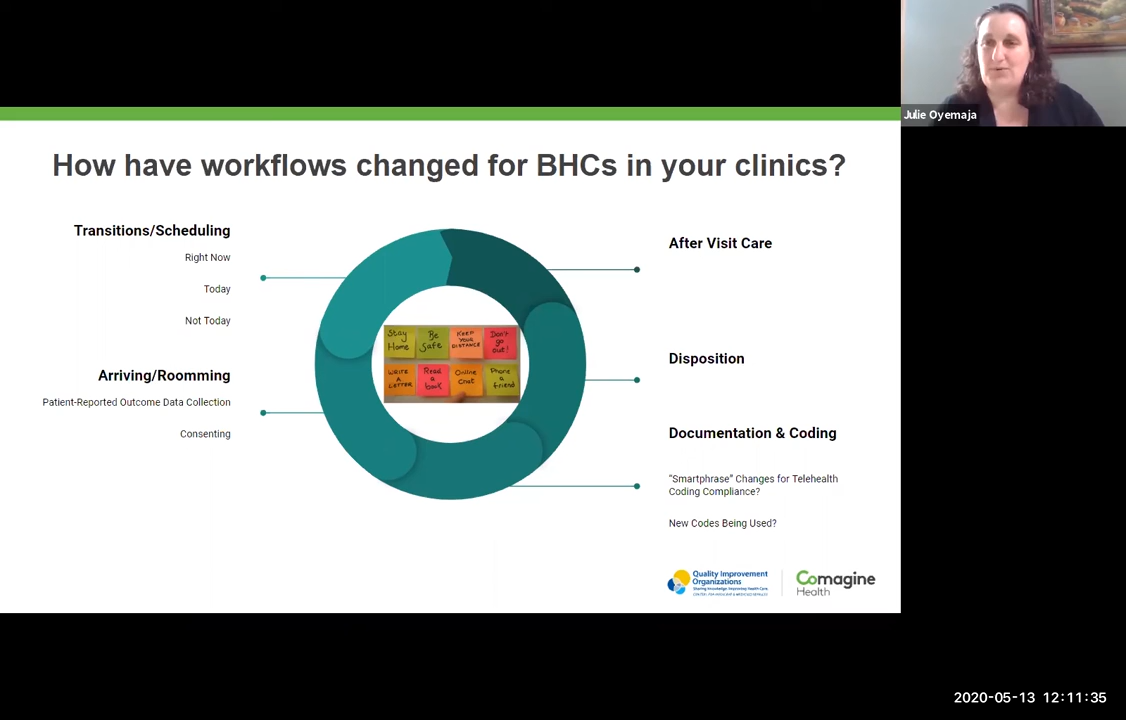 Julie Oyemaja
How have workflows changed for BHCs in your clinics?
Transitions/Scheduling
Right Now
Today
Not Today
Arriving/Roomming
Patient-Reported Outcome Data Collection
Consenting
Stay Home
Be Safe
KEEP YOUR DISTANCE
Don't go out!
WRITE A LETTER
Read a book
Online Chat
Phone a friend
After Visit Care
Disposition
Documentation & Coding
“Smartphrase” Changes for Telehealth
Coding Compliance?
New Codes Being Used?
Quality Improvement
Organizations
Sharing Knowledge. Improving Health Care.
CENTERS FOR MEDICARE & MEDICAID SERVICES
Comagine
Health
2020-05-13 12:11:35